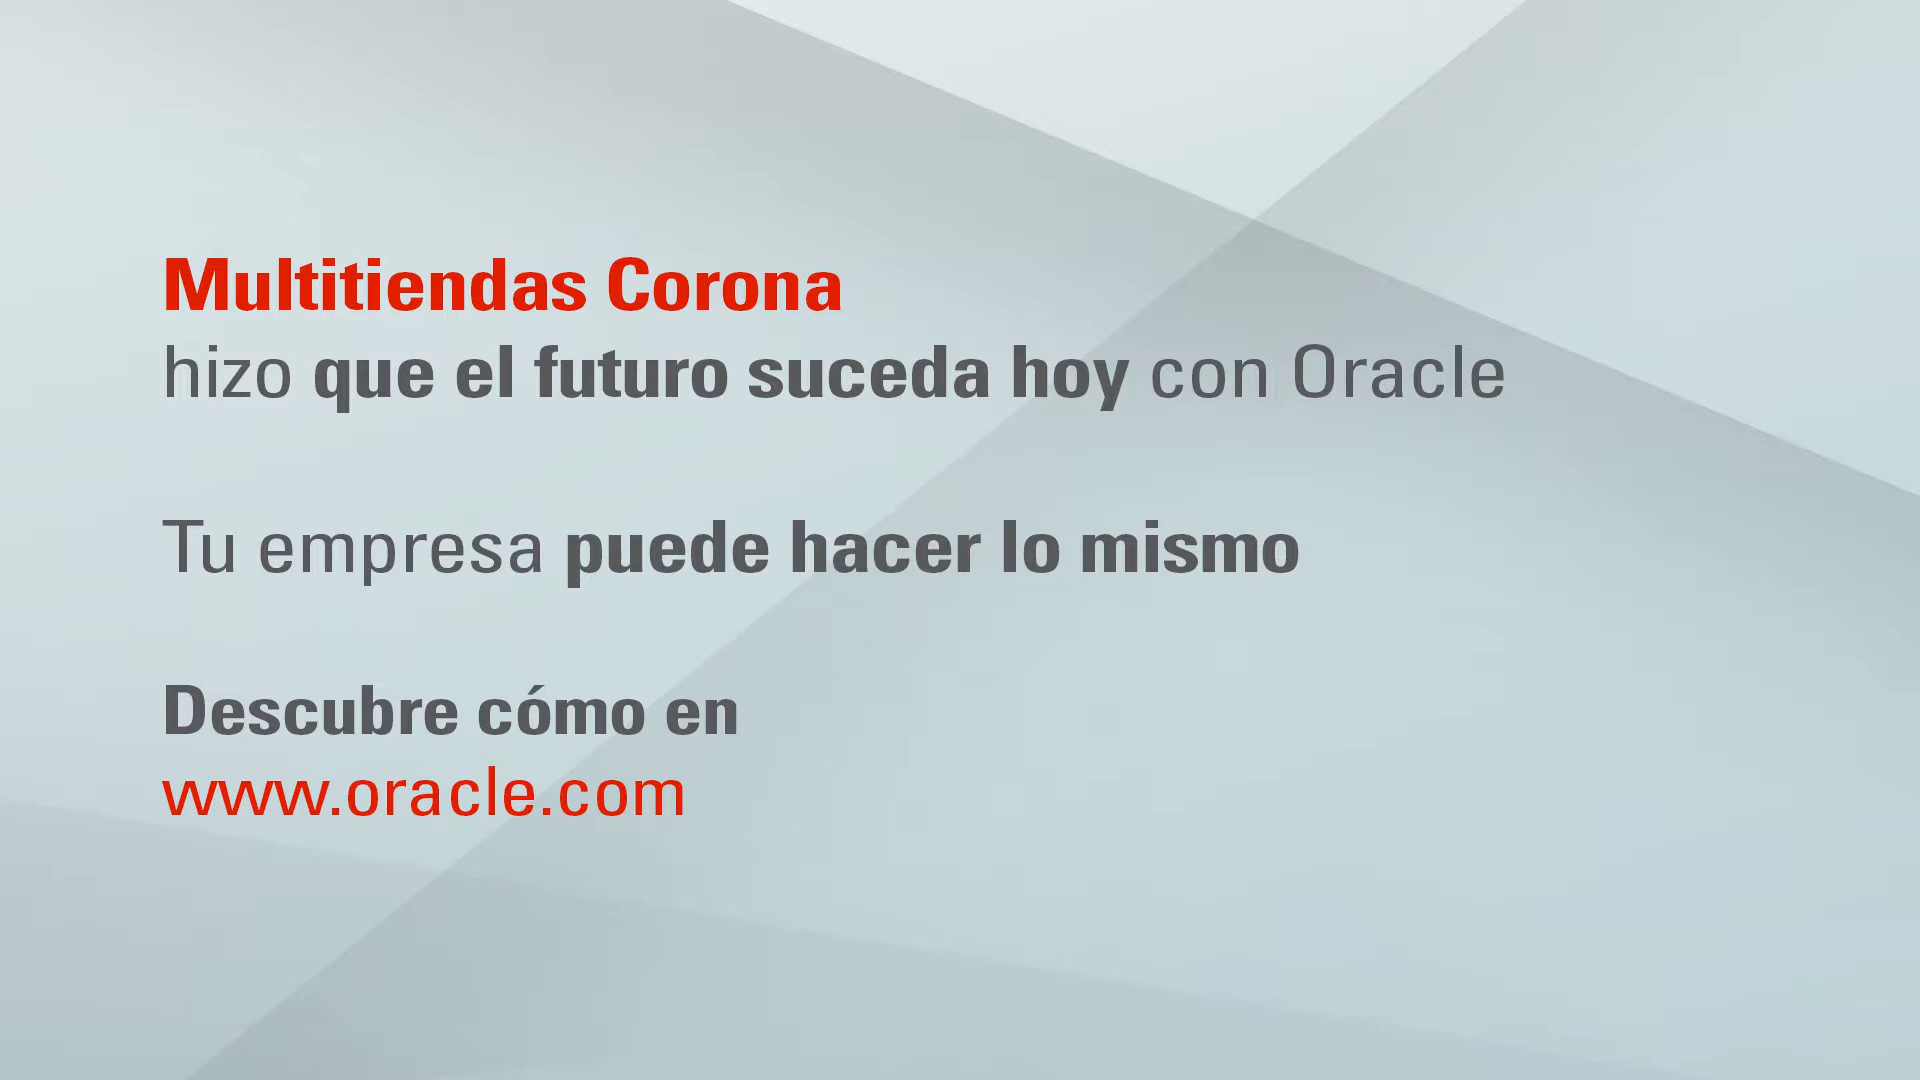 Multitiendas Corona
hizo que el futuro suceda hoy con Oracle
Tu empresa puede hacer lo mismo
Descubre cómo en
www.oracle.com